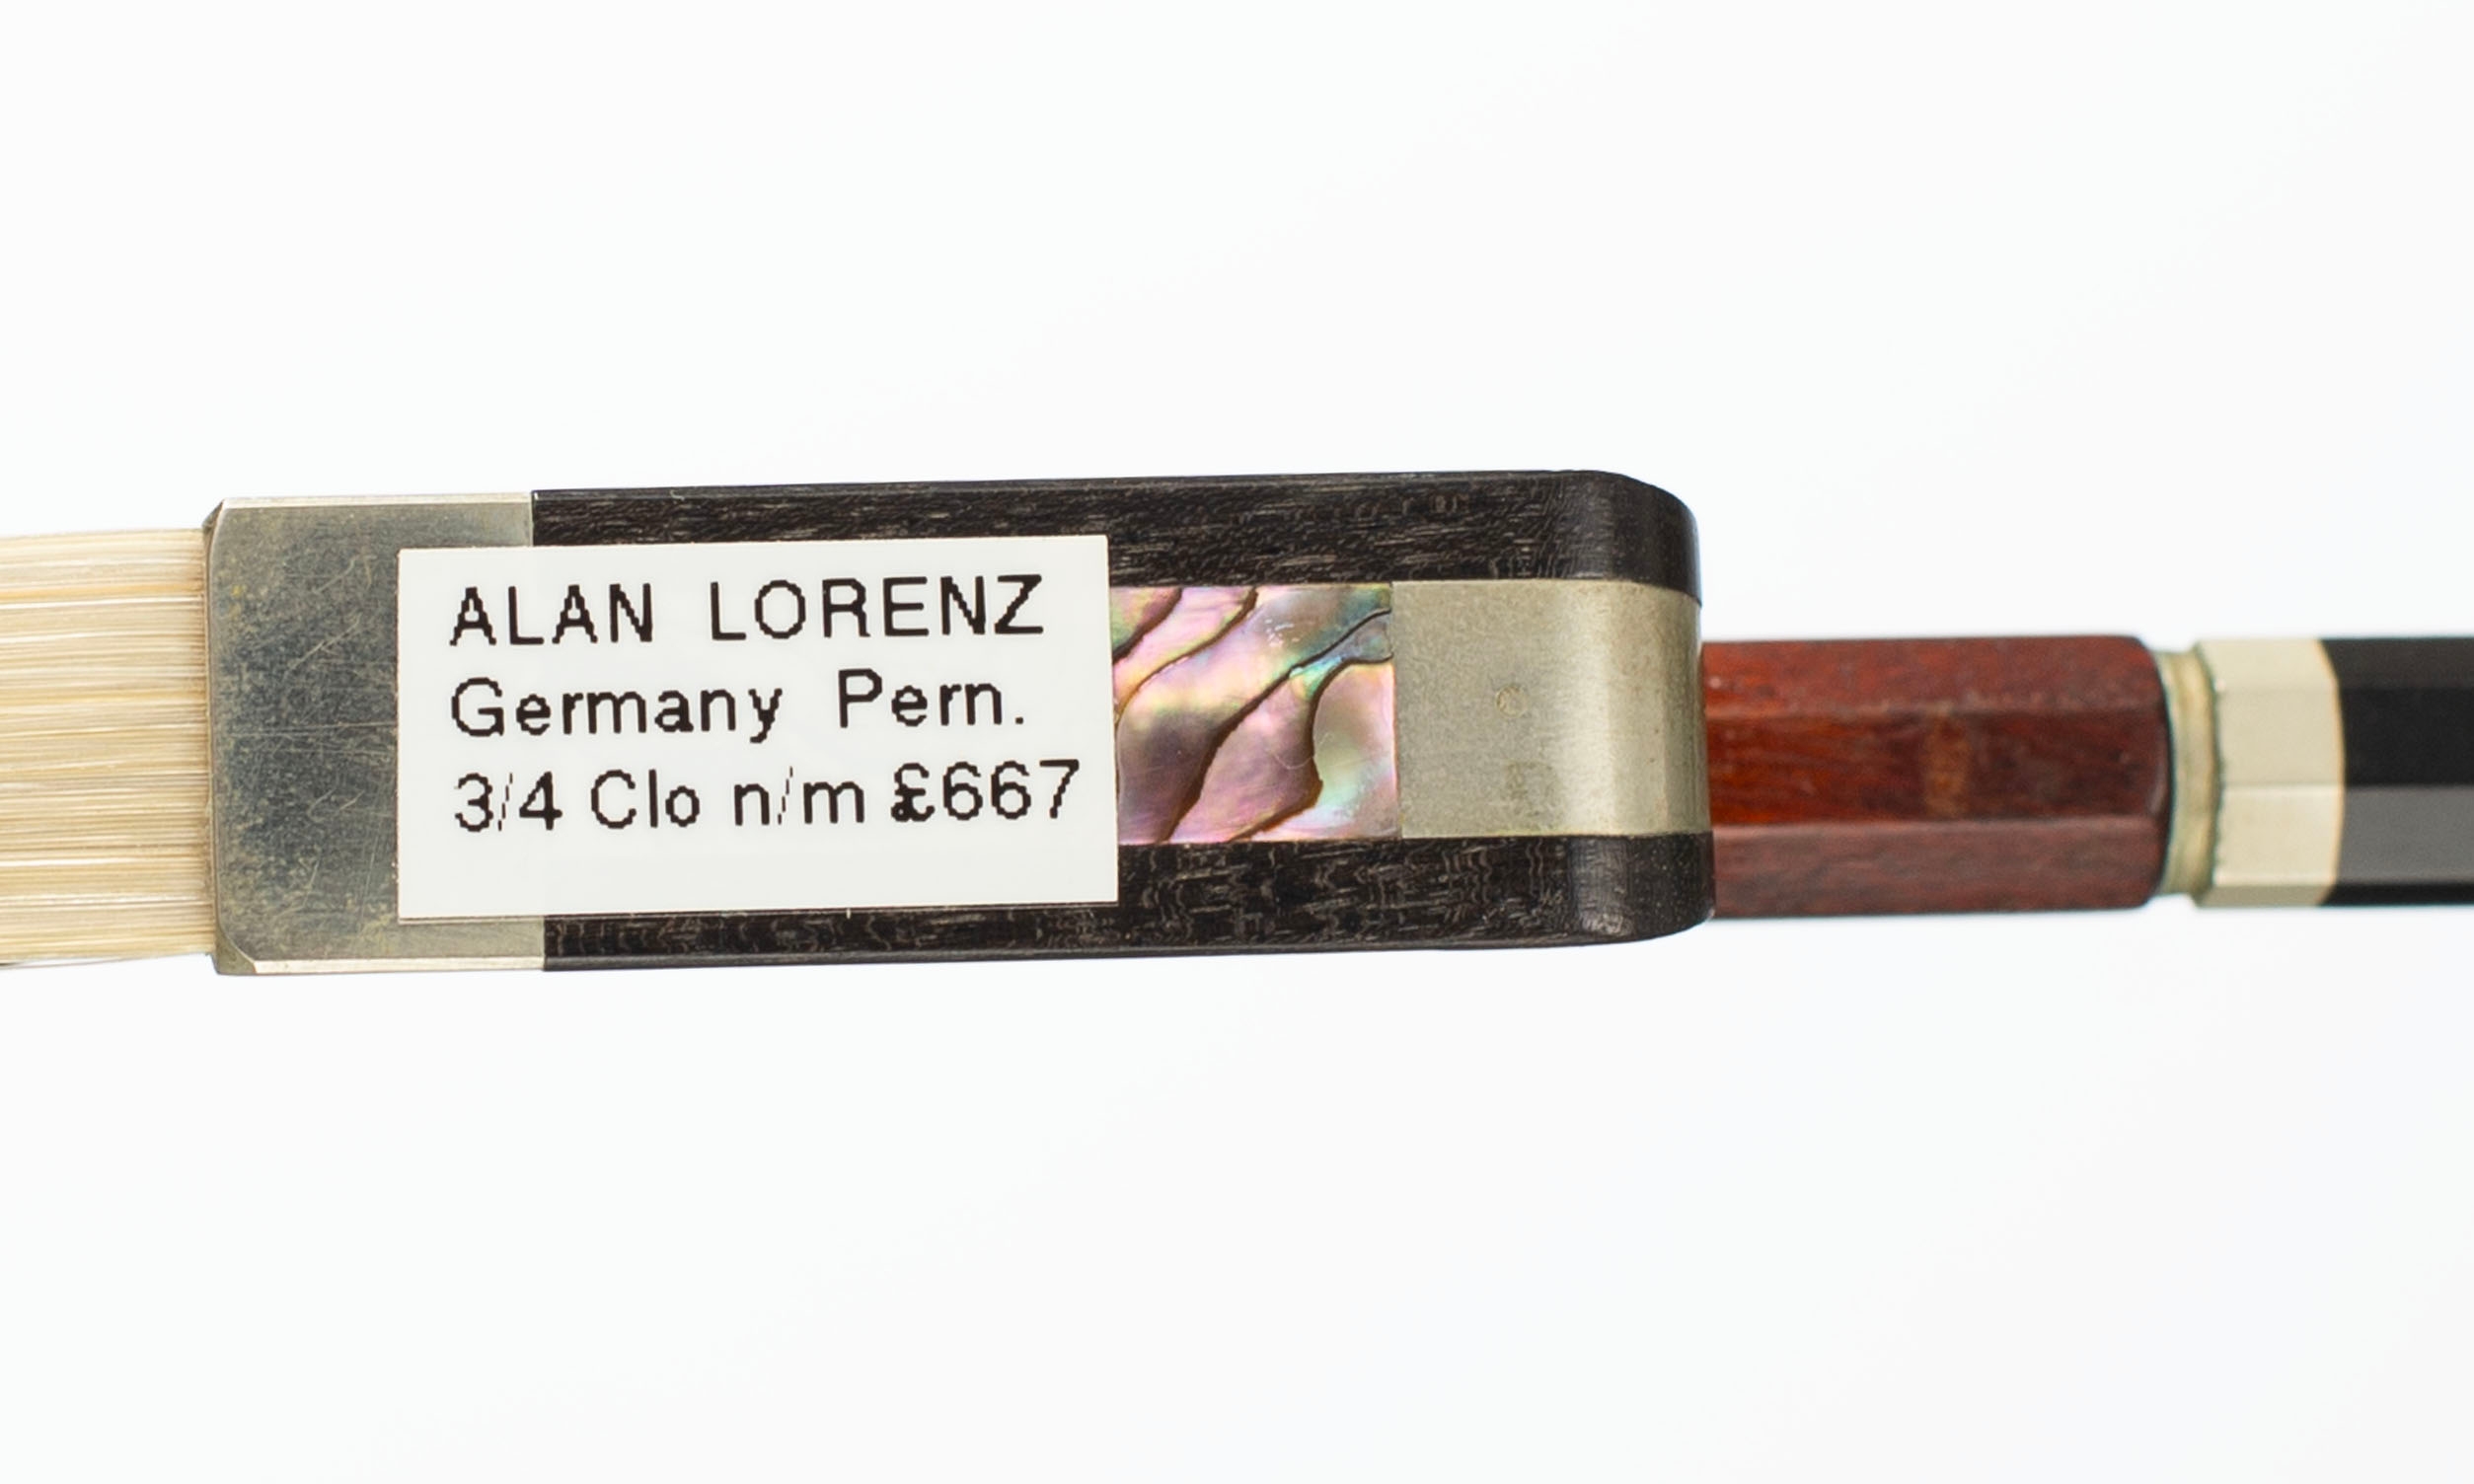 ALAN LORENZ
Germany Pern.
3/4 Clo n/m £667